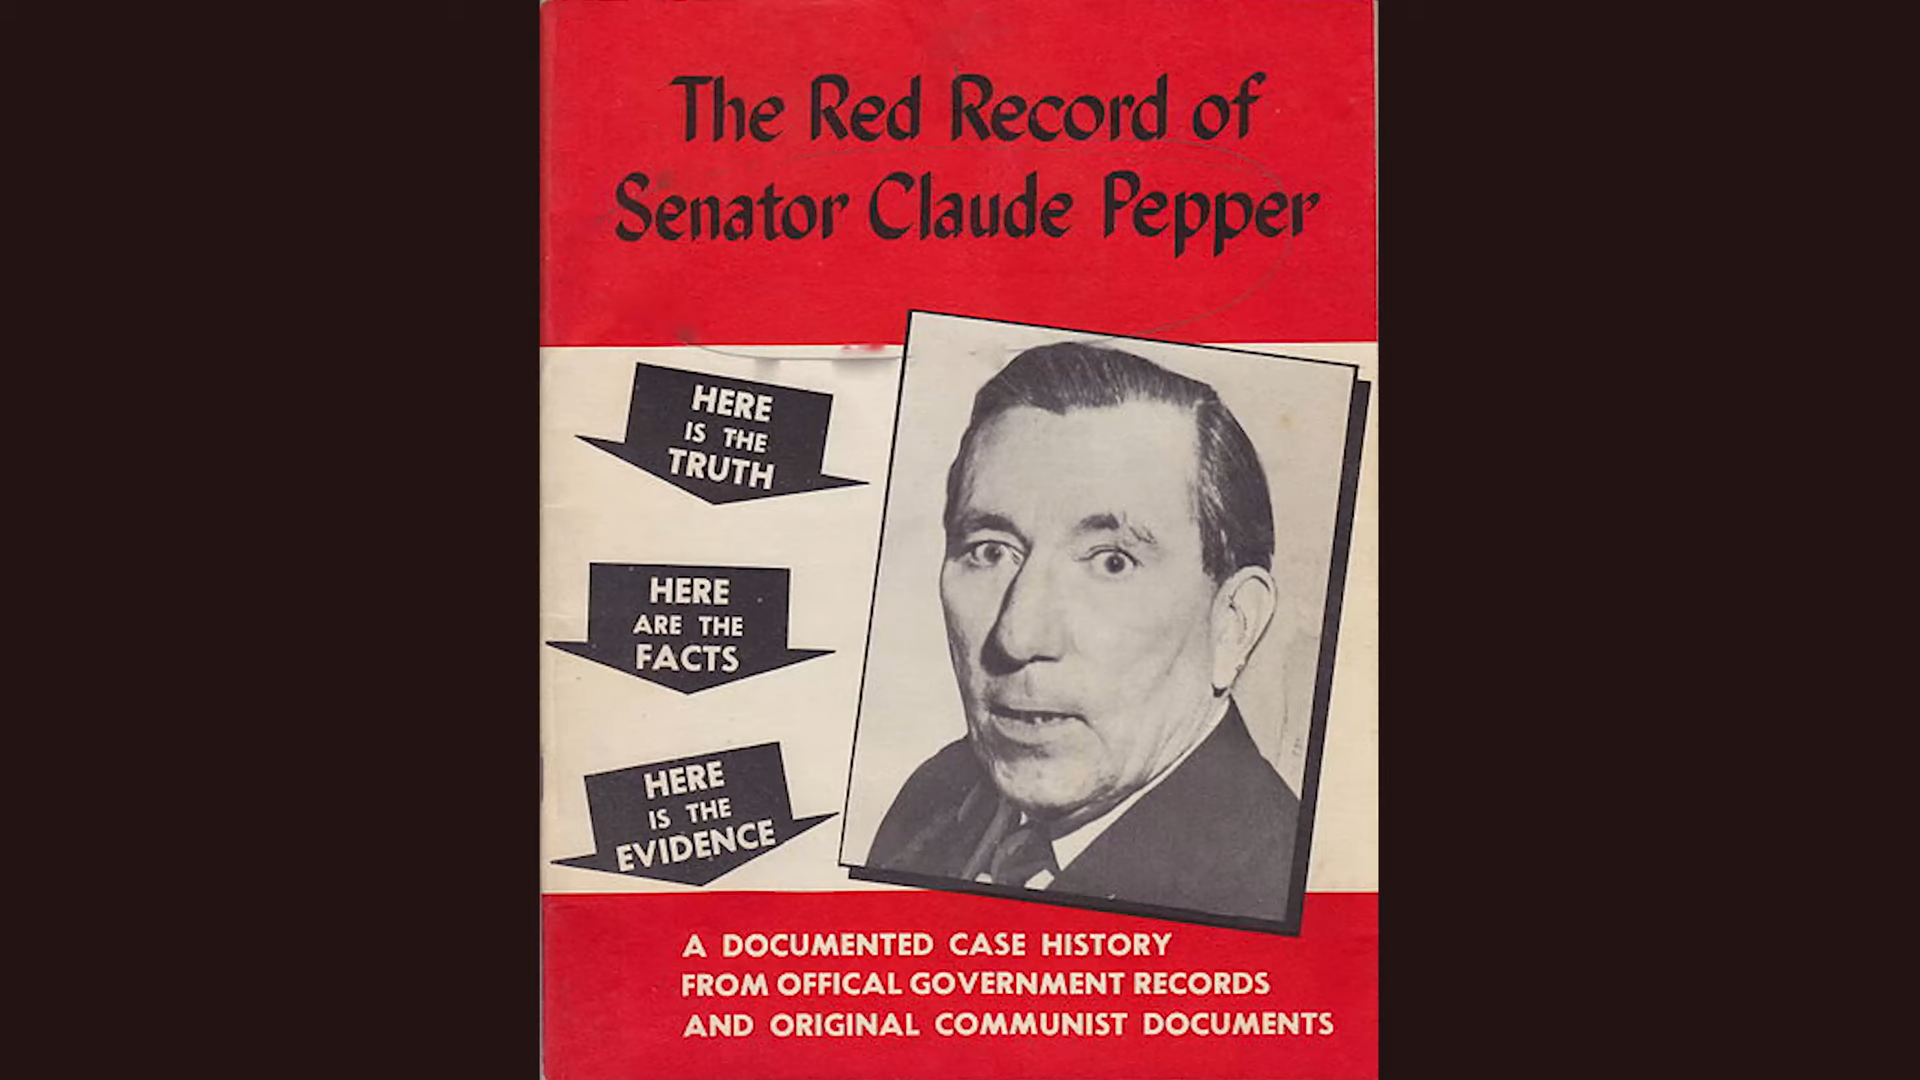 The Red Record of
Senator Claude Pepper
HERE
IS THE
TRUTH
HERE
ARE THE
FACTS
HERE
IS THE
EVIDENCE
A DOCUMENTED CASE HISTORY
FROM OFFICAL GOVERNMENT RECORDS
AND ORIGINAL COMMUNIST DOCUMENTS